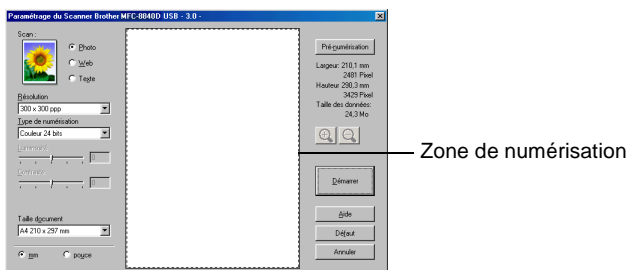 Paramétrage du Scanner Brother MFC-8840D USB - 3.0 -
Scan :
Photo
Web
Texte
Résolution
300 x 300 ppp
Type de numérisation
Couleur 24 bits
Luminosité
0
Contraste
0
Taille document
A4 210 x 297 mm
mm
pouce
Pré-numérisation
Largeur: 210,1 mm
2481 Pixel
Hauteur 290,3 mm
3429 Pixel
Taille des données:
24,3 Mo
Démarrer
Aide
Défaut
Annuler
Zone de numérisation